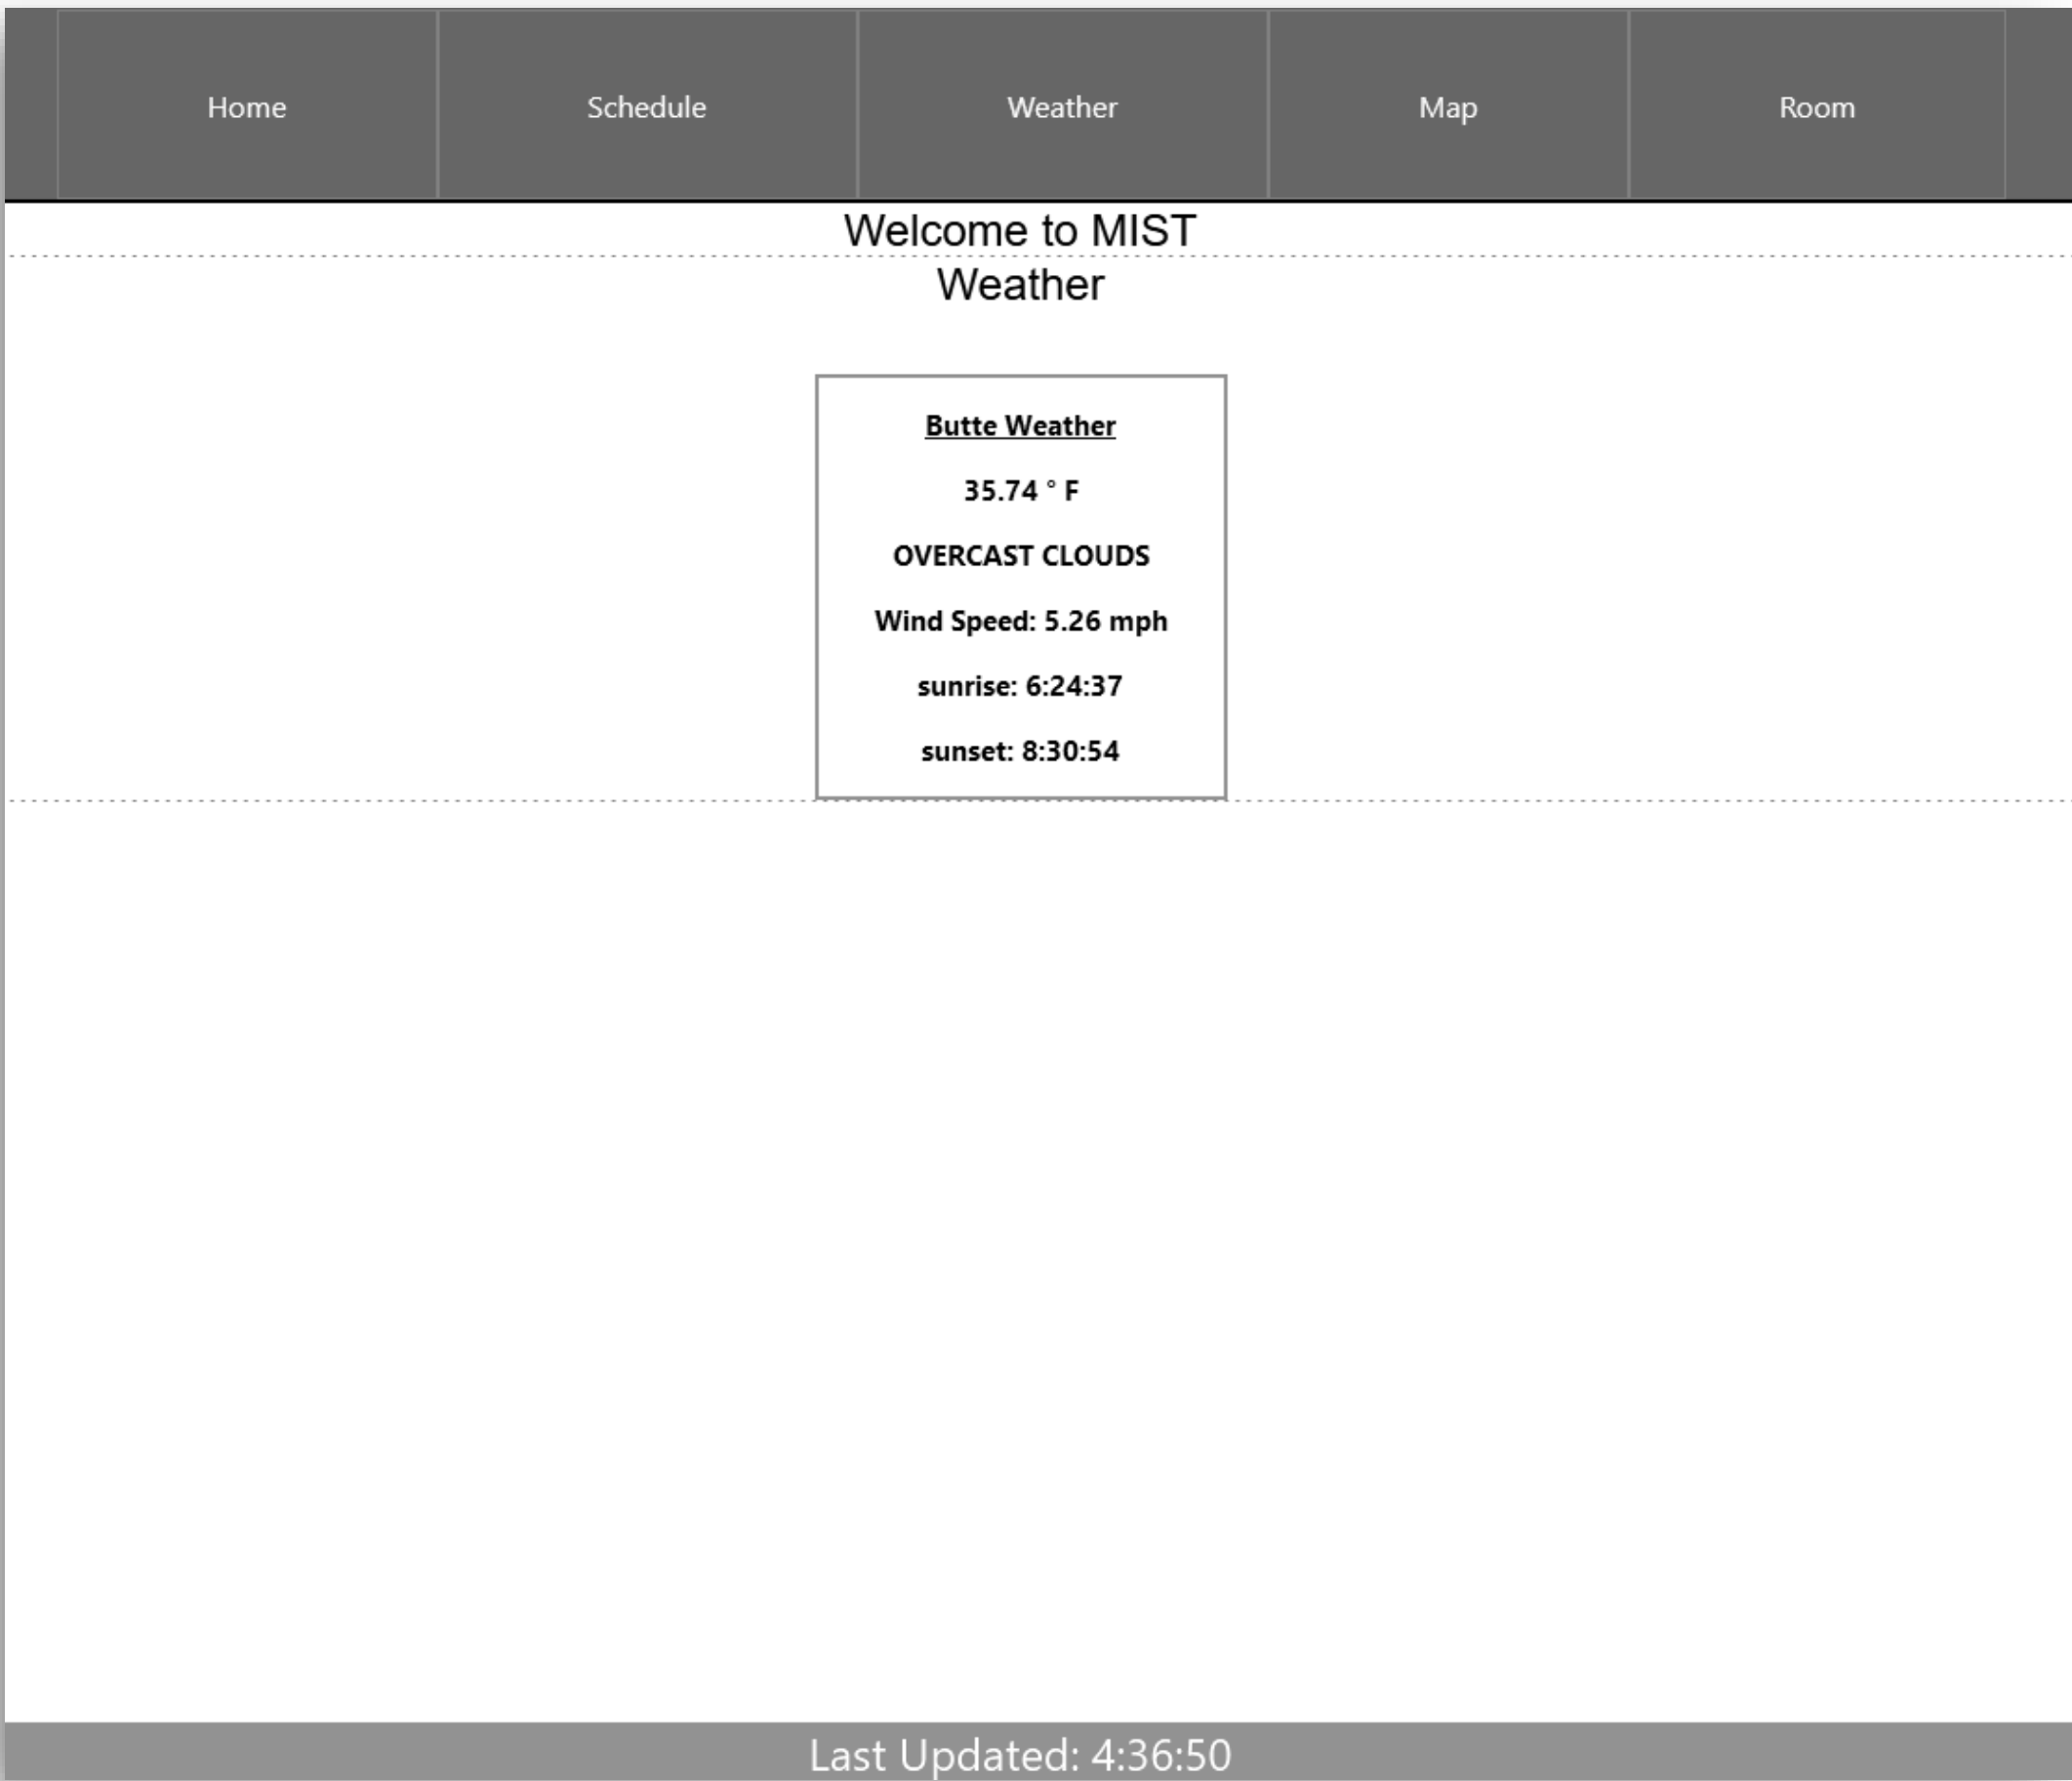 Home Schedule Weather Map Room
Welcome to MIST
Weather
Butte Weather
35.74 ° F
OVERCAST CLOUDS
Wind Speed: 5.26 mph
sunrise: 6:24:37
sunset: 8:30:54
Last Updated: 4:36:50